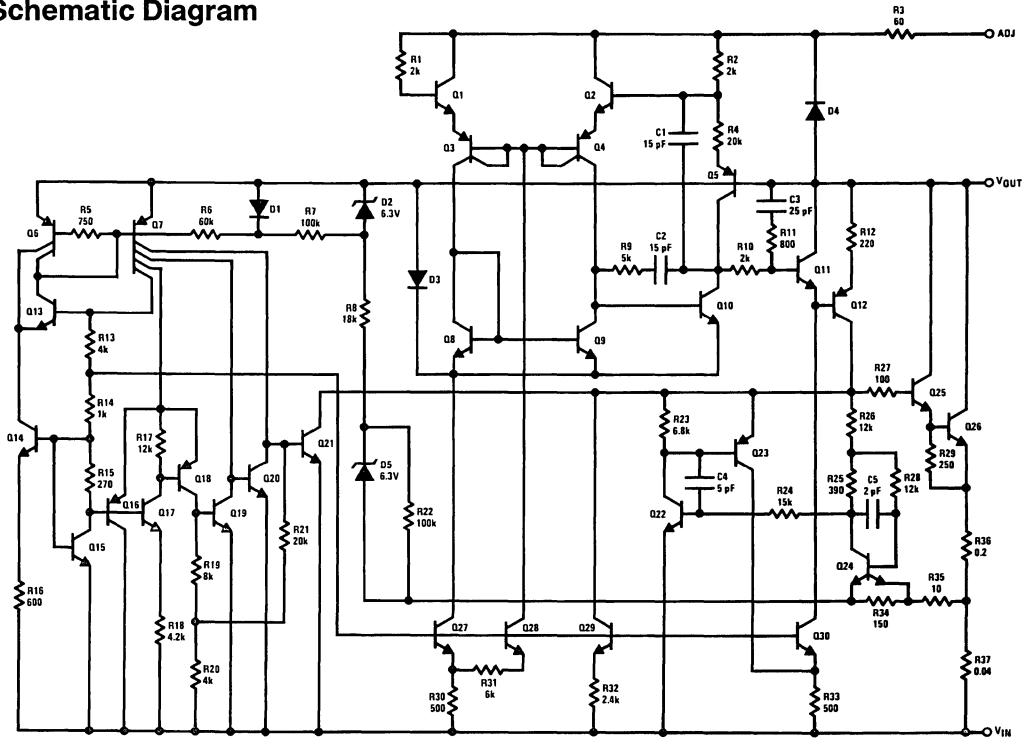 Schematic Diagram
R3
60
ADJ
R1
2k
Q1
Q2
R2
2k
D4
C1
15 pF
R4
20k
Q3
Q4
Q5
VOUT
R5
750
Q6
Q7
R6
60k
D1
R7
100k
D2
6.3V
C3
25 pF
R11
800
R12
220
D3
R9
5k
C2
15 pF
R10
2k
Q11
Q12
Q13
R8
18k
Q10
R13
4k
Q8
Q9
R27
100
Q25
R14
1k
Q14
R17
12k
Q21
R23
6.8k
R26
12k
Q26
R29
250
R15
270
Q18
Q20
D5
6.3V
Q23
C4
5 pF
R25
390
C5
2 pF
R28
12k
R24
15k
Q16
Q17
Q19
R21
20k
R22
100k
Q22
Q15
R36
0.2
R16
600
R19
8k
Q24
R35
10
R34
150
R18
4.2k
Q27
Q28
Q29
Q30
R20
4k
R31
6k
R30
500
R32
2.4k
R33
500
R37
0.04
VIN